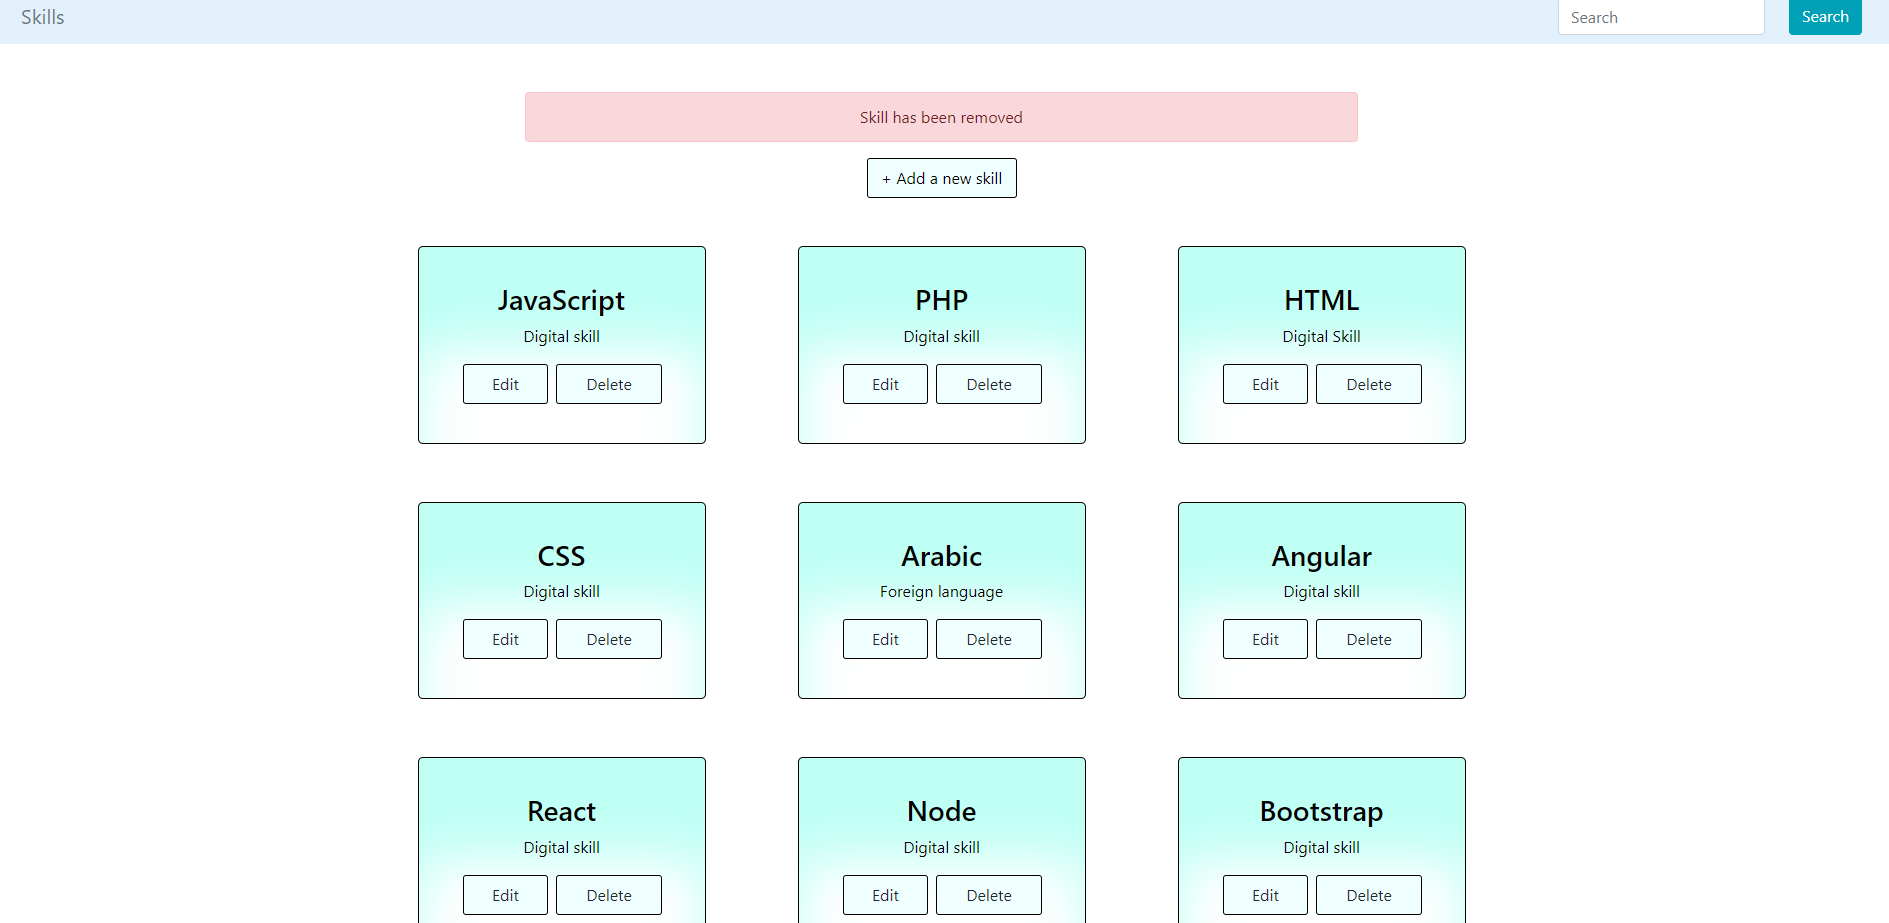 Skills
Search
Search
Skill has been removed
+ Add a new skill
JavaScript
Digital skill
Edit
Delete
PHP
Digital skill
Edit
Delete
HTML
Digital Skill
Edit
Delete
CSS
Digital skill
Edit
Delete
Arabic
Foreign language
Edit
Delete
Angular
Digital skill
Edit
Delete
React
Digital skill
Edit
Delete
Node
Digital skill
Edit
Delete
Bootstrap
Digital skill
Edit
Delete